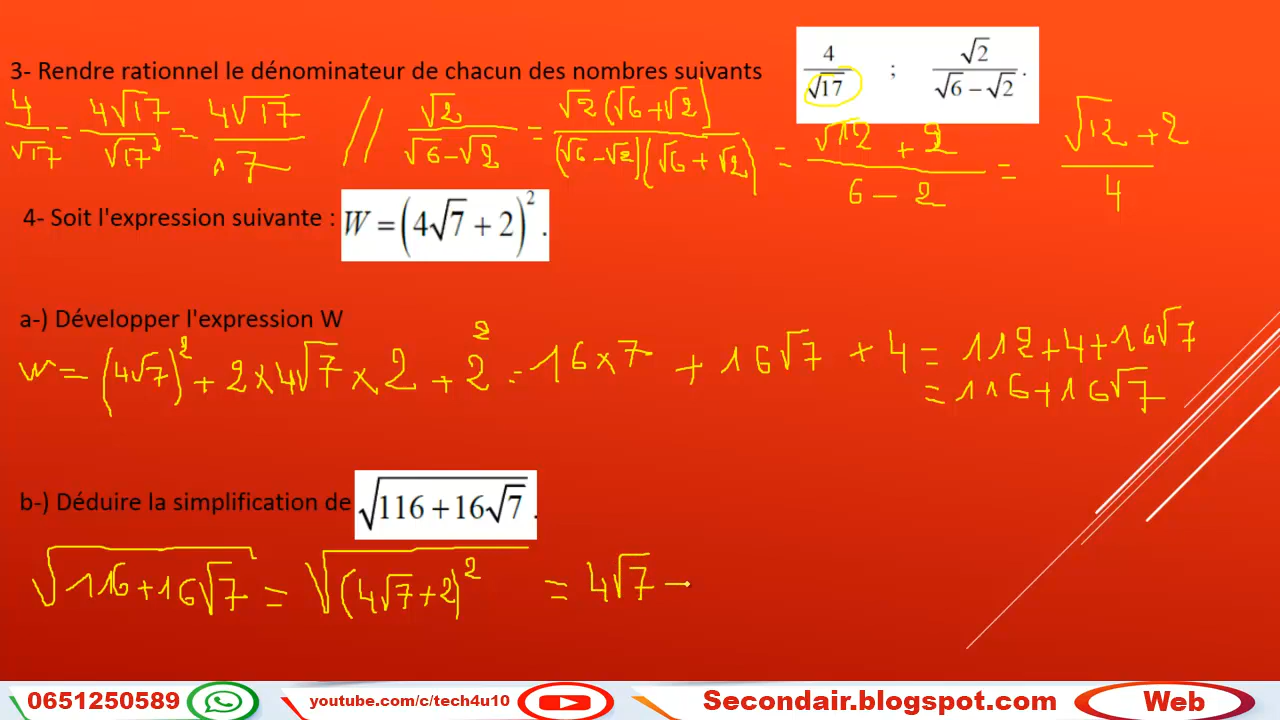 3- Rendre rationnel le dénominateur de chacun des nombres suivants 4/√17 ; √2/(√6 − √2) .
4/√17 = 4√17/√17² = 4√17/17 // √2/(√6−√2) = √2(√6+√2)/((√6−√2)(√6+√2)) = (√12 + 2)/(6 − 2) = (√12 + 2)/4
4- Soit l'expression suivante : W = (4√7 + 2)² .
a-) Développer l'expression W
W = (4√7)² + 2×4√7 × 2 + 2² = 16×7 + 16√7 + 4 = 112+4+16√7
= 116+16√7
b-) Déduire la simplification de √(116 + 16√7) .
√(116+16√7) = √((4√7+2)²) = 4√7 −
0651250589 youtube.com/c/tech4u10 Secondair.blogspot.com Web